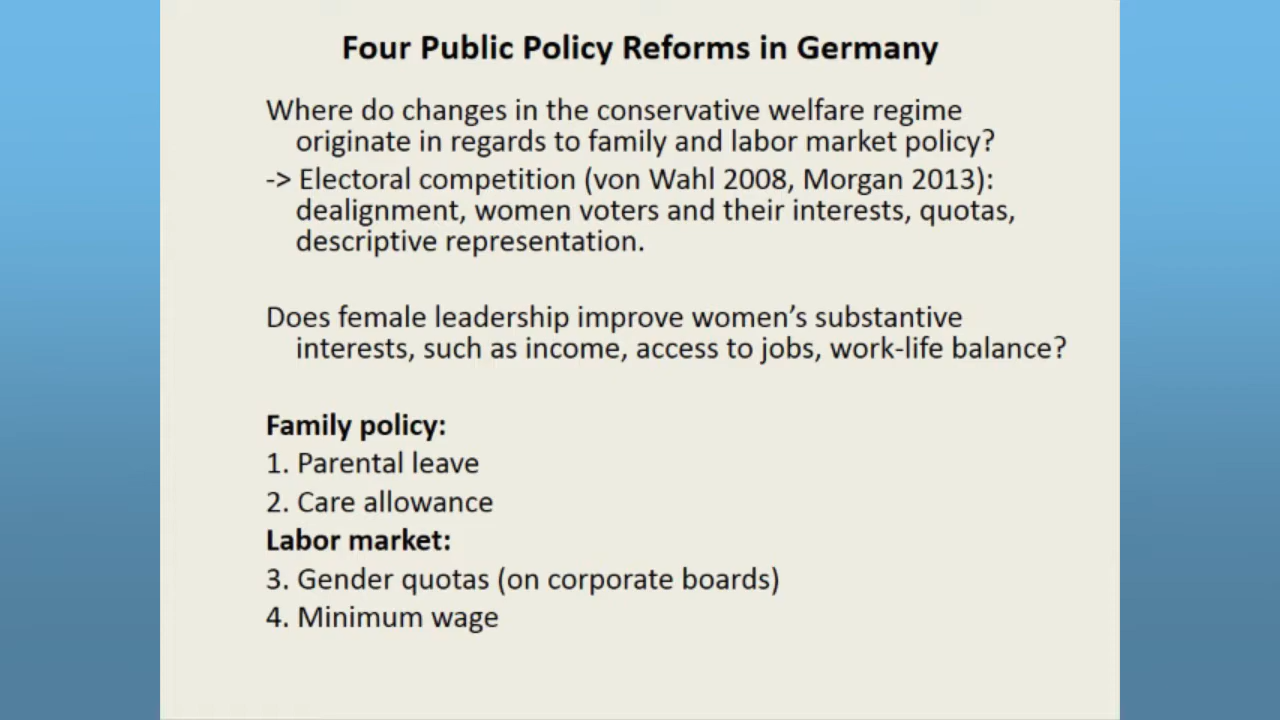 Four Public Policy Reforms in Germany
Where do changes in the conservative welfare regime
originate in regards to family and labor market policy?
-> Electoral competition (von Wahl 2008, Morgan 2013):
dealignment, women voters and their interests, quotas,
descriptive representation.
Does female leadership improve women’s substantive
interests, such as income, access to jobs, work-life balance?
Family policy:
1. Parental leave
2. Care allowance
Labor market:
3. Gender quotas (on corporate boards)
4. Minimum wage